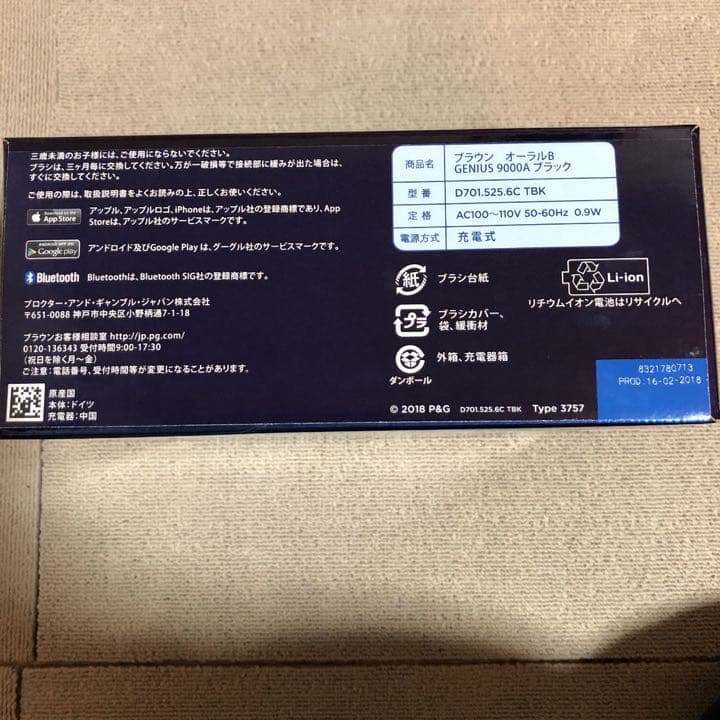 三歳未満のお子様には、ご使用にならないでください。
ブラシは、三ヶ月毎に交換してください。万が一破損等で接続部に緩みが出た場合は、
すぐに交換してください。
ご使用の際は、取扱説明書をよくお読みの上、正しくお使いください。
Download on the
App Store
アップル、アップルロゴ、iPhoneは、アップル社の登録商標であり、App
Storeは、アップル社のサービスマークです。
ANDROID APP ON
Google play
アンドロイド及びGoogle Play は、グーグル社のサービスマークです。
Bluetooth
Bluetoothは、Bluetooth SIG社の登録商標です。
プロクター・アンド・ギャンブル・ジャパン株式会社
〒651-0088 神戸市中央区小野柄通7-1-18
ブラウンお客様相談室 http://jp.pg.com/
0120-136343 受付時間9:00-17:30
(祝日を除く月〜金)
ご注意:電話番号、受付時間等が変更になることがあります。
原産国
本体:ドイツ
充電器:中国
商品名 ブラウン オーラルB
GENIUS 9000A ブラック
型 番 D701.525.6C TBK
定 格 AC100〜110V 50-60Hz 0.9W
電源方式 充電式
紙 ブラシ台紙
プラ ブラシカバー、
袋、緩衝材
ダンボール 外箱、充電器箱
Li-ion
リチウムイオン電池はリサイクルへ
8321780713
PROD: 16-02-2018
© 2018 P&G D701.525.6C TBK Type 3757